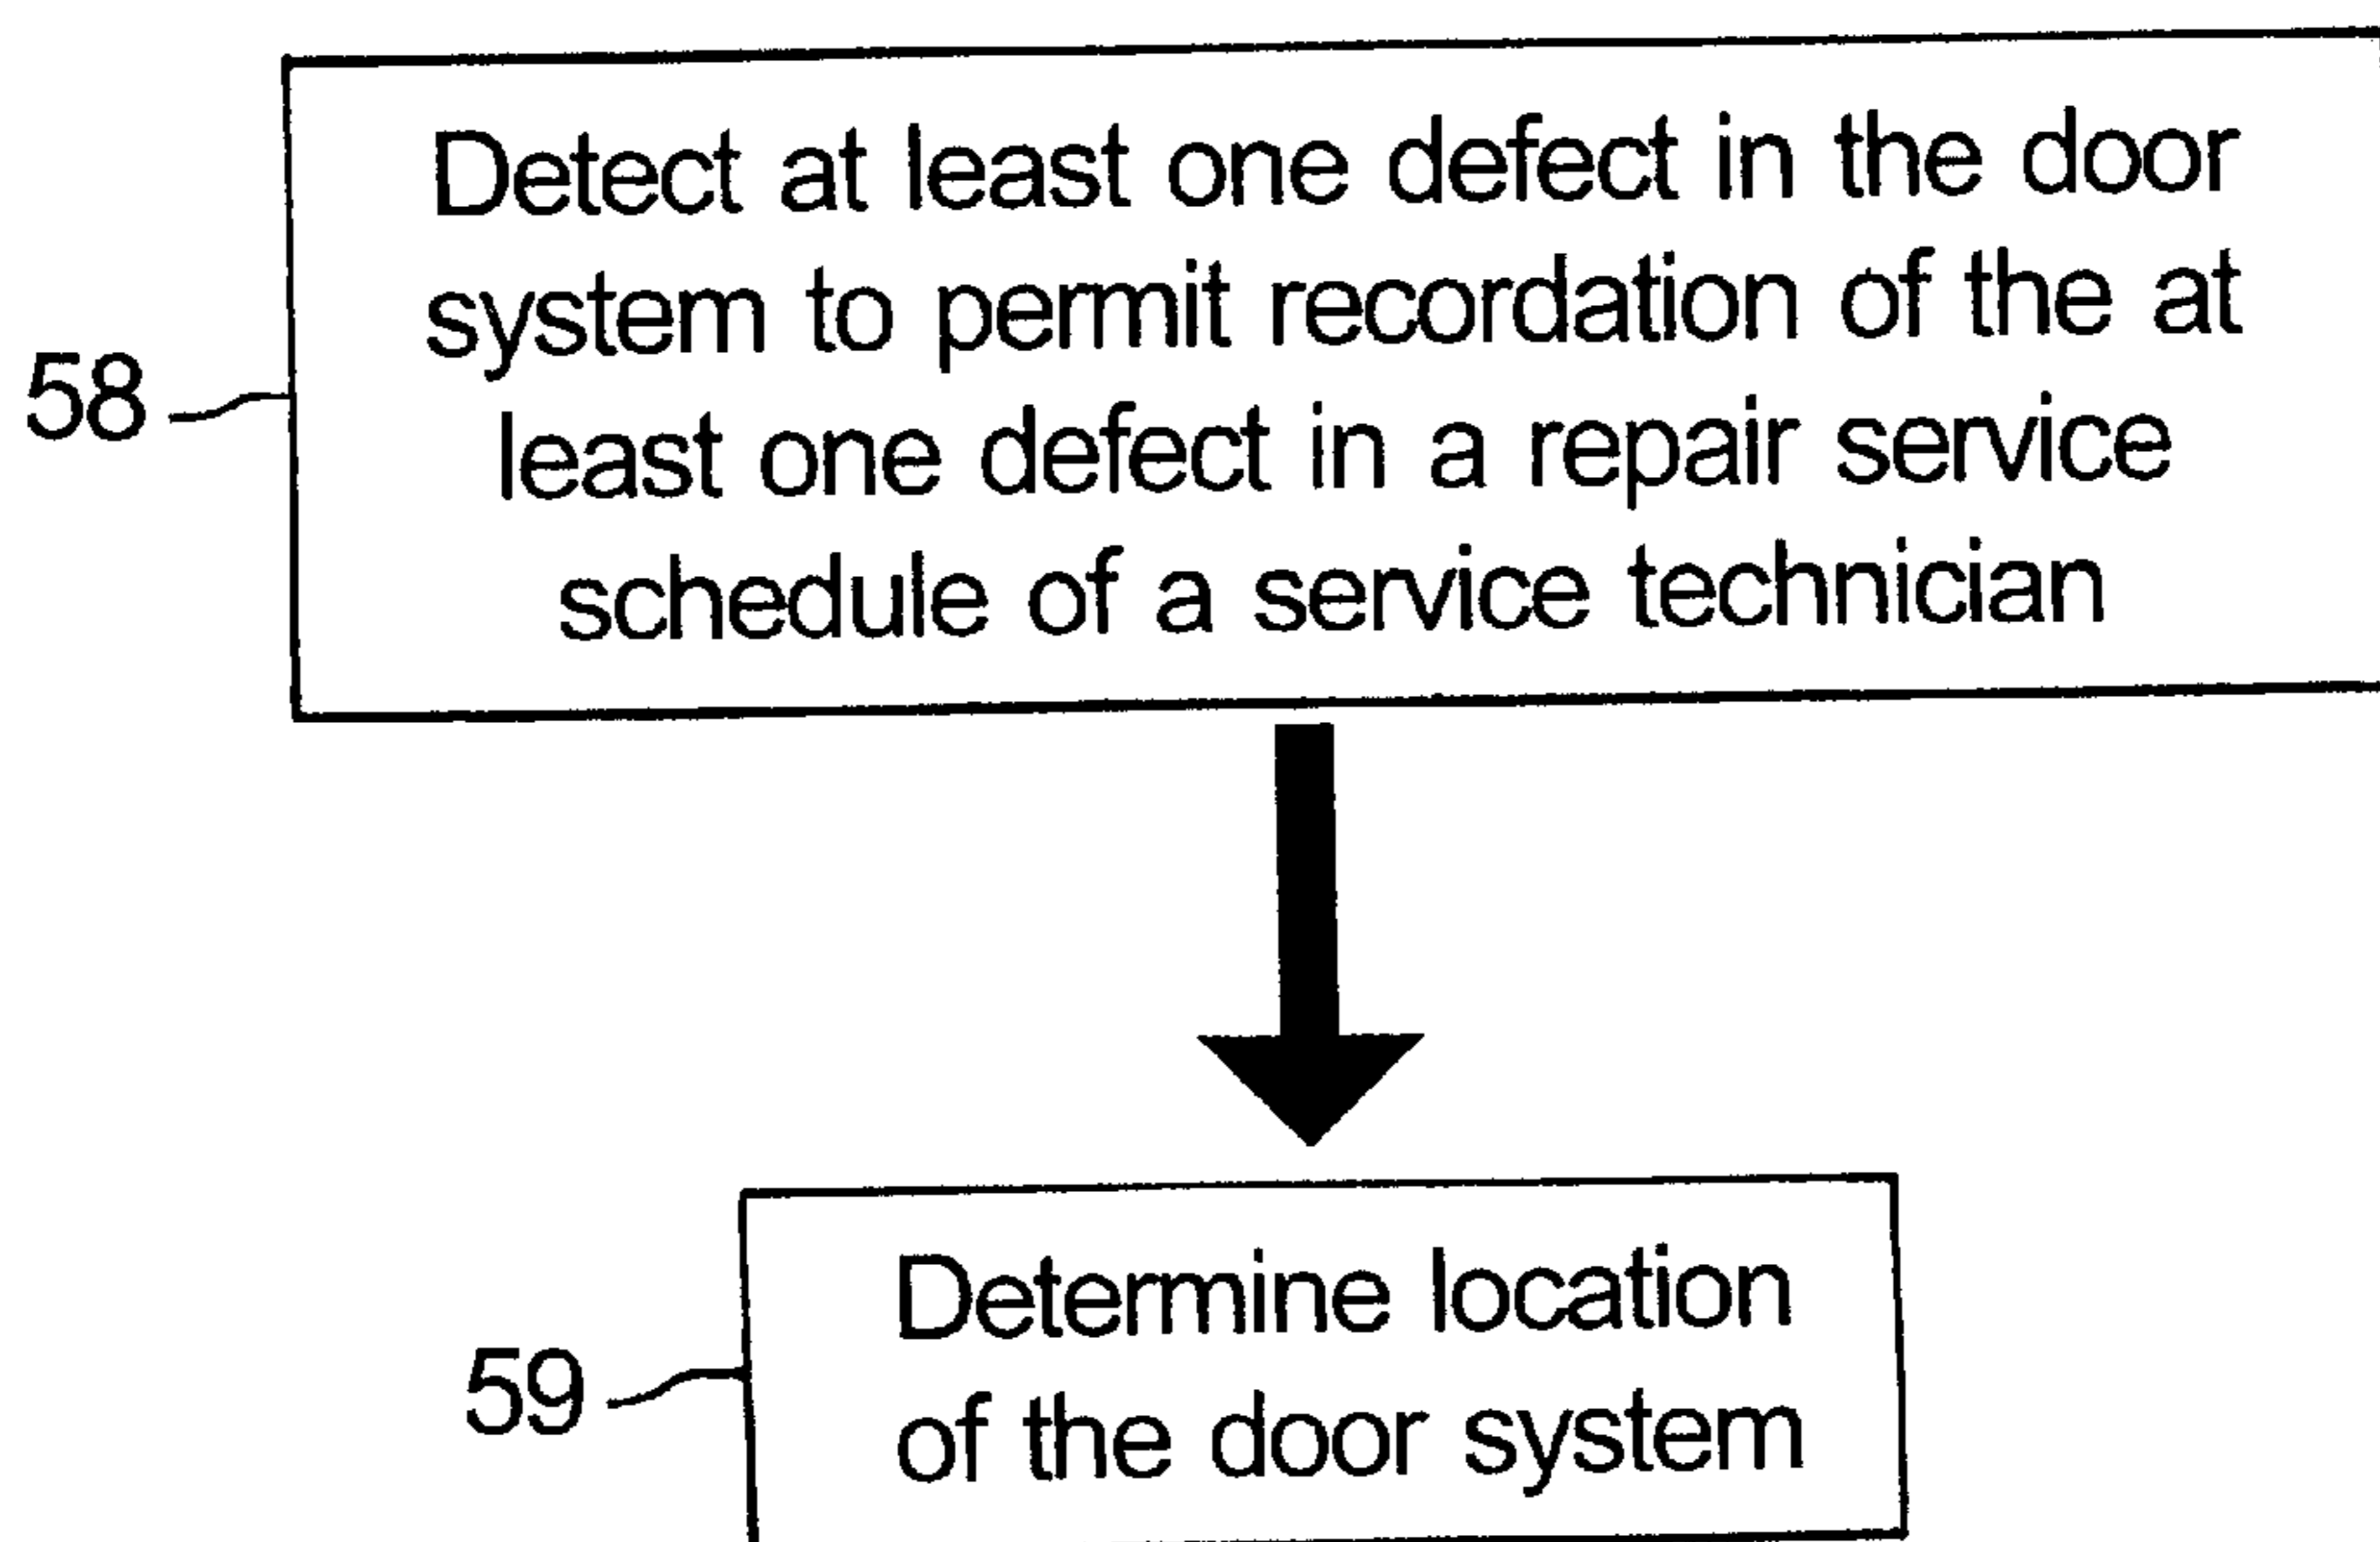 Detect at least one defect in the door
system to permit recordation of the at
58
least one defect in a repair service
schedule of a service technician
Determine location
59
of the door system